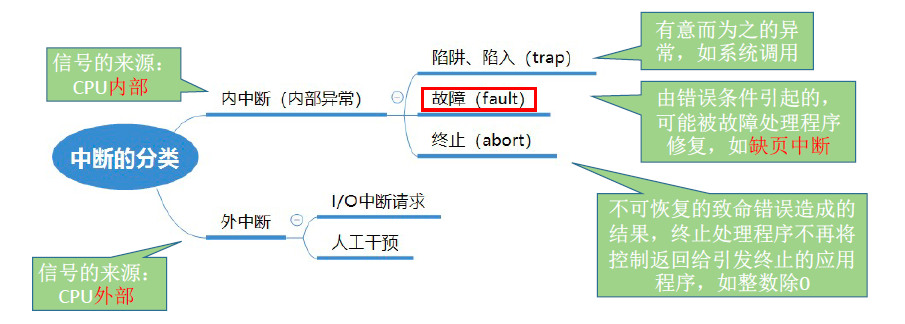 有意而为之的异
常，如系统调用
信号的来源：
CPU内部
陷阱、陷入（trap）
内中断（内部异常）
故障（fault）
由错误条件引起的，
可能被故障处理程序
修复，如缺页中断
终止（abort）
中断的分类
I/O中断请求
外中断
人工干预
不可恢复的致命错误造成的
结果，终止处理程序不再将
控制返回给引发终止的应用
程序，如整数除0
信号的来源：
CPU外部